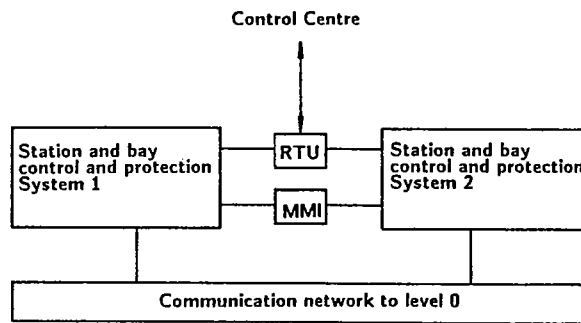 Control Centre
Station and bay
control and protection
System 1
RTU
Station and bay
control and protection
System 2
MMI
Communication network to level 0